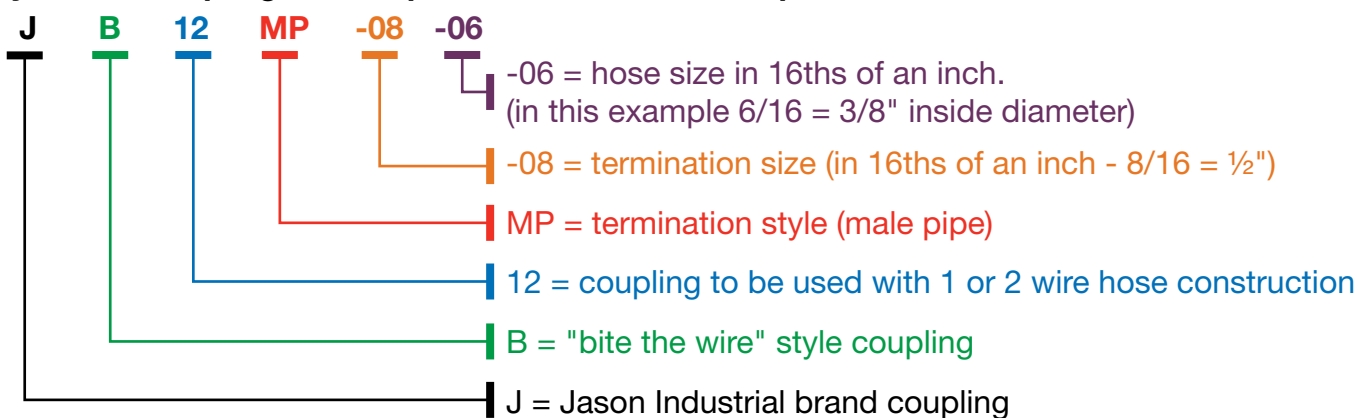 J B 12 MP -08 -06
-06 = hose size in 16ths of an inch.
(in this example 6/16 = 3/8" inside diameter)
-08 = termination size (in 16ths of an inch - 8/16 = ½")
MP = termination style (male pipe)
12 = coupling to be used with 1 or 2 wire hose construction
B = "bite the wire" style coupling
J = Jason Industrial brand coupling